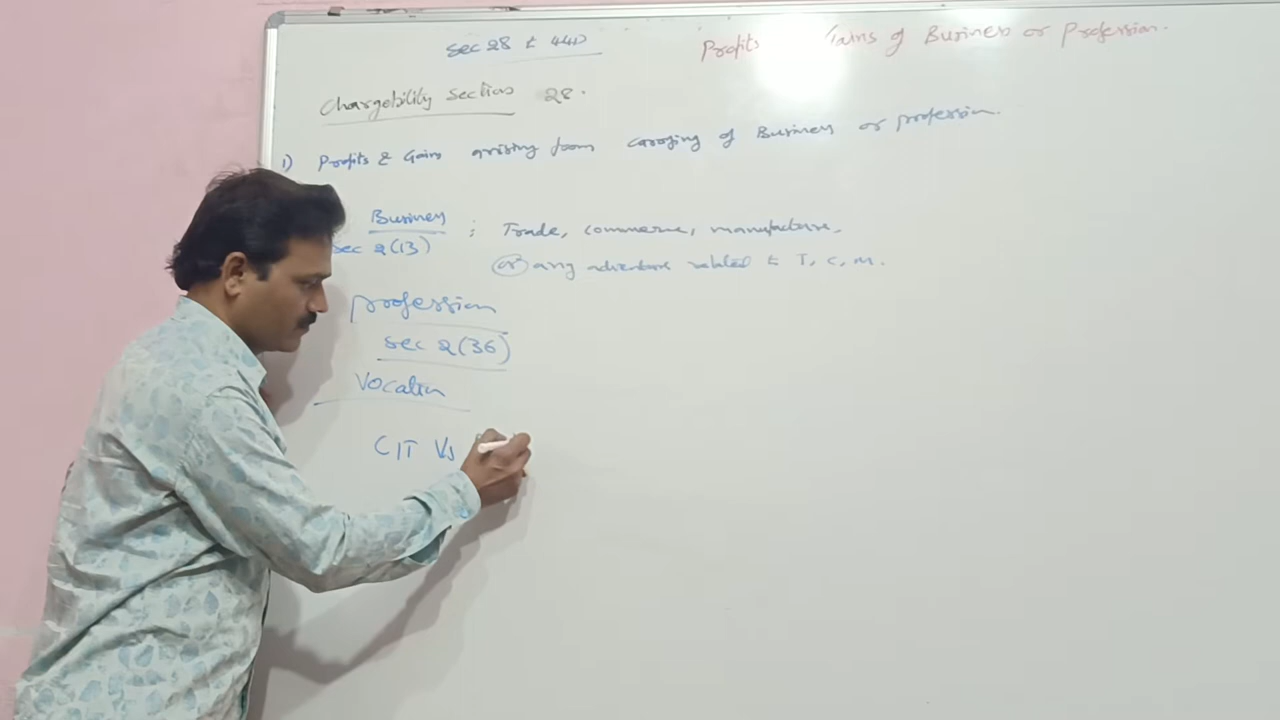 Sec 28 to 44D
Profits Gains of Business or Profession.
Chargebility Section 28.
1) Profits & Gains arising from carrying of Business or profession.
Business
Sec 2(13) : Trade, commerce, manufacture,
(or) any adventure related to T, C, M.
Profession
Sec 2(36)
Vocation
CIT Vs